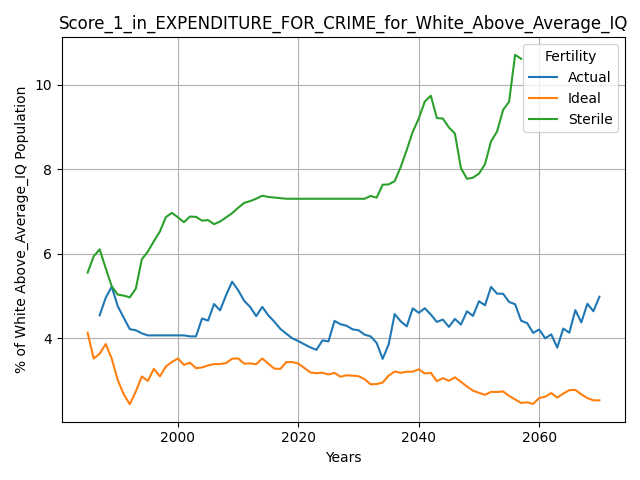 Score_1_in_EXPENDITURE_FOR_CRIME_for_White_Above_Average_IQ
% of White Above_Average_IQ Population
10
8
6
4
Fertility
Actual
Ideal
Sterile
2000
2020
2040
2060
Years